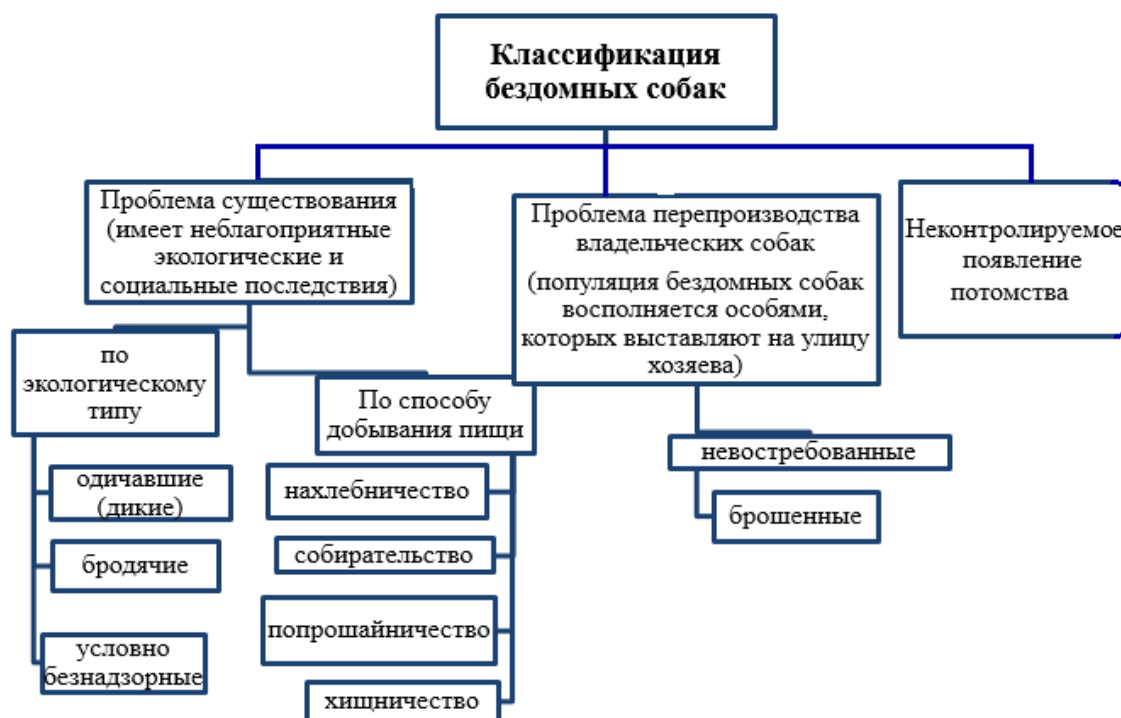 Классификация
бездомных собак
Проблема существования
(имеет неблагоприятные
экологические и
социальные последствия)
Проблема перепроизводства
владельческих собак
(популяция бездомных собак
восполняется особями,
которых выставляют на улицу
хозяева)
Неконтролируемое
появление
потомства
по
экологическому
типу
По способу
добывания пищи
одичавшие
(дикие)
бродячие
условно
безнадзорные
нахлебничество
собирательство
попрошайничество
хищничество
невостребованные
брошенные